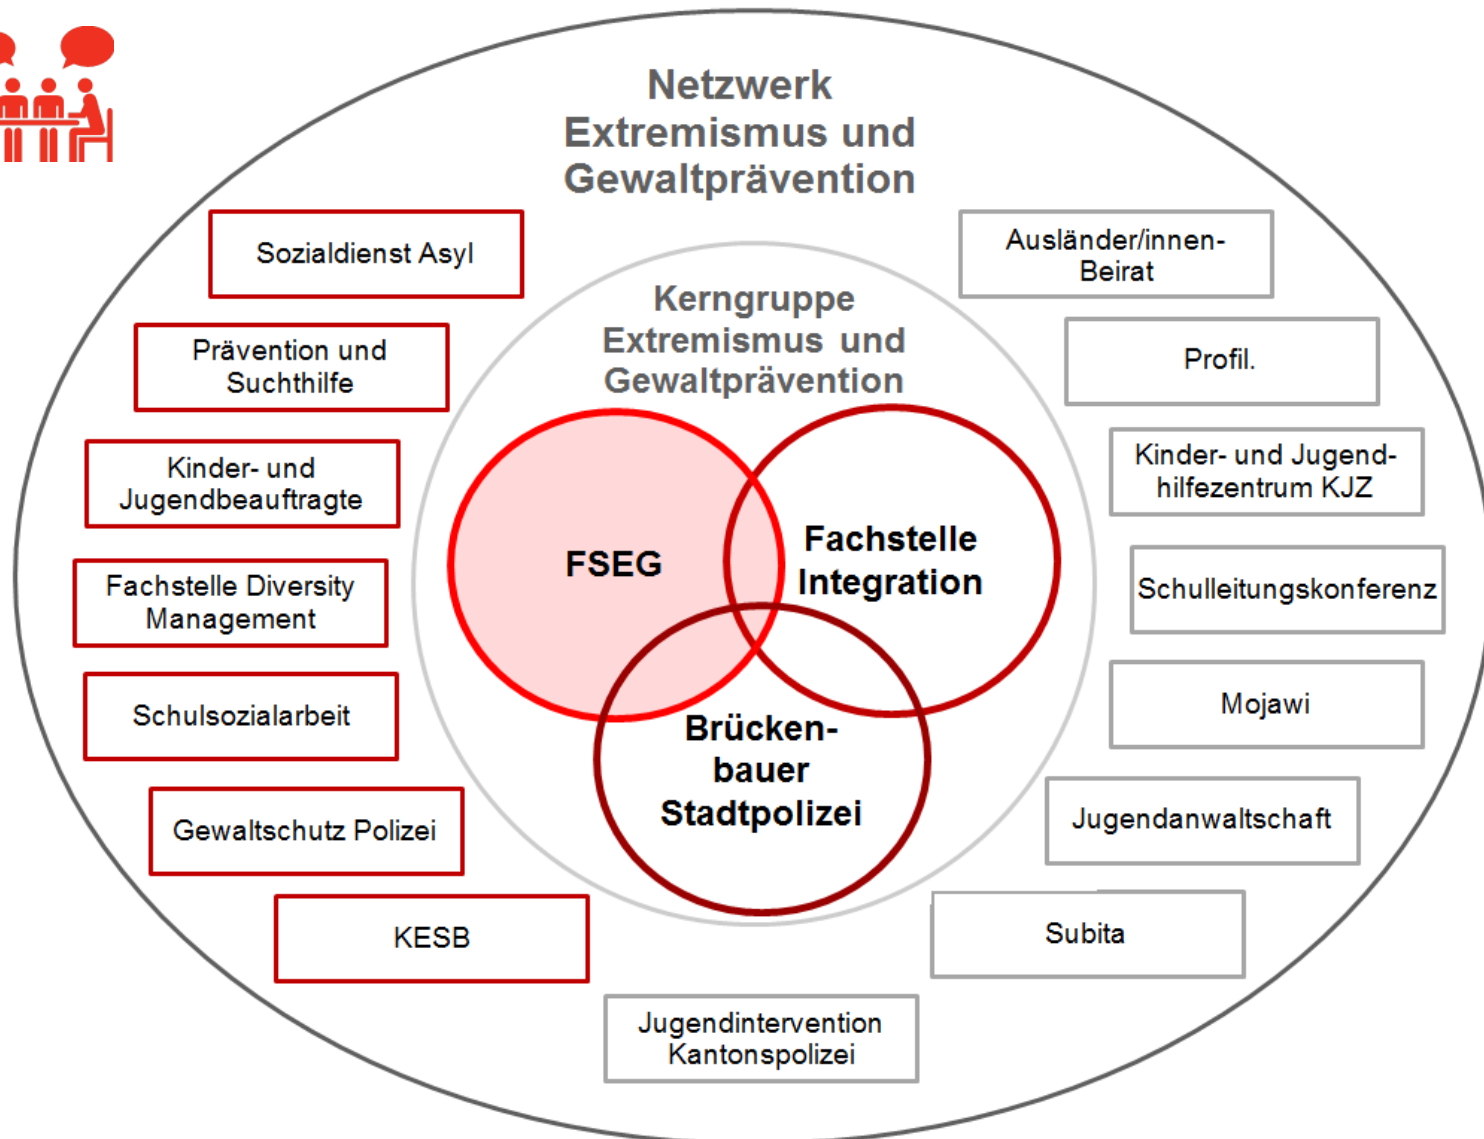 Netzwerk
Extremismus und
Gewaltprävention
Kerngruppe
Extremismus und
Gewaltprävention
FSEG
Fachstelle
Integration
Brücken-
bauer
Stadtpolizei
Sozialdienst Asyl
Prävention und
Suchthilfe
Kinder- und
Jugendbeauftragte
Fachstelle Diversity
Management
Schulsozialarbeit
Gewaltschutz Polizei
KESB
Jugendintervention
Kantonspolizei
Ausländer/innen-
Beirat
Profil.
Kinder- und Jugend-
hilfezentrum KJZ
Schulleitungskonferenz
Mojawi
Jugendanwaltschaft
Subita